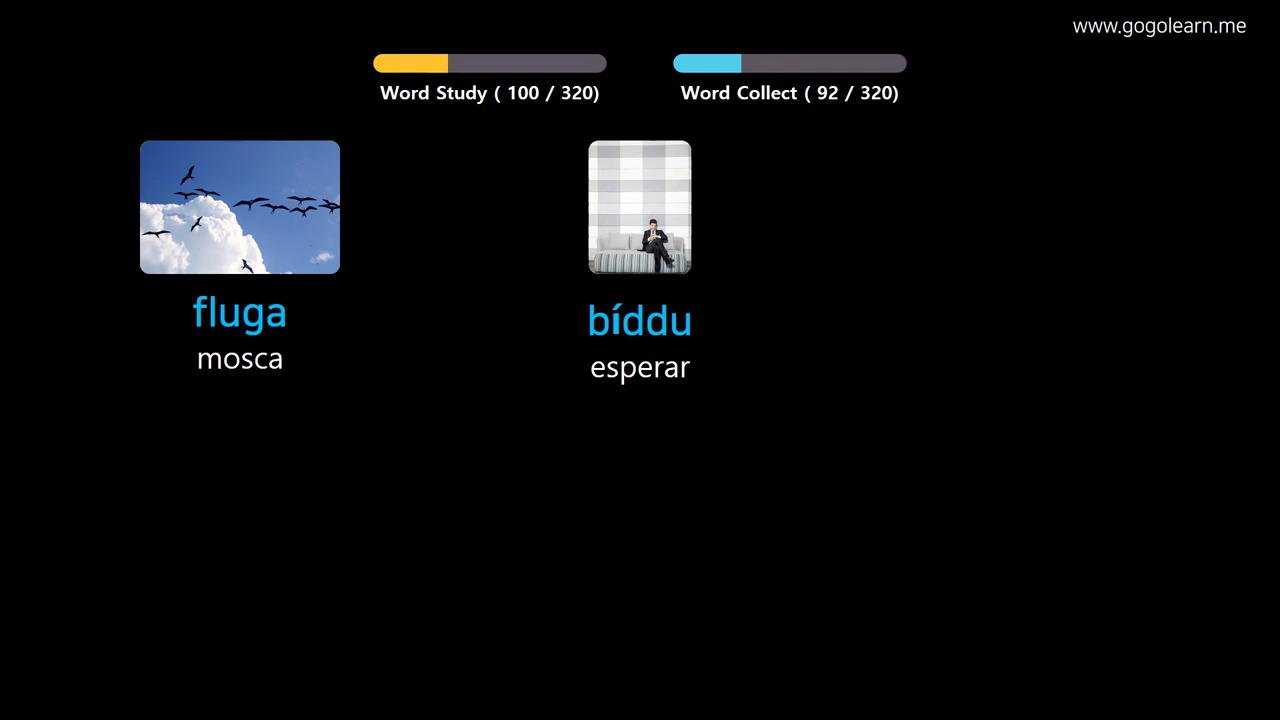 www.gogolearn.me
Word Study ( 100 / 320)
Word Collect ( 92 / 320)
fluga
mosca
bíddu
esperar